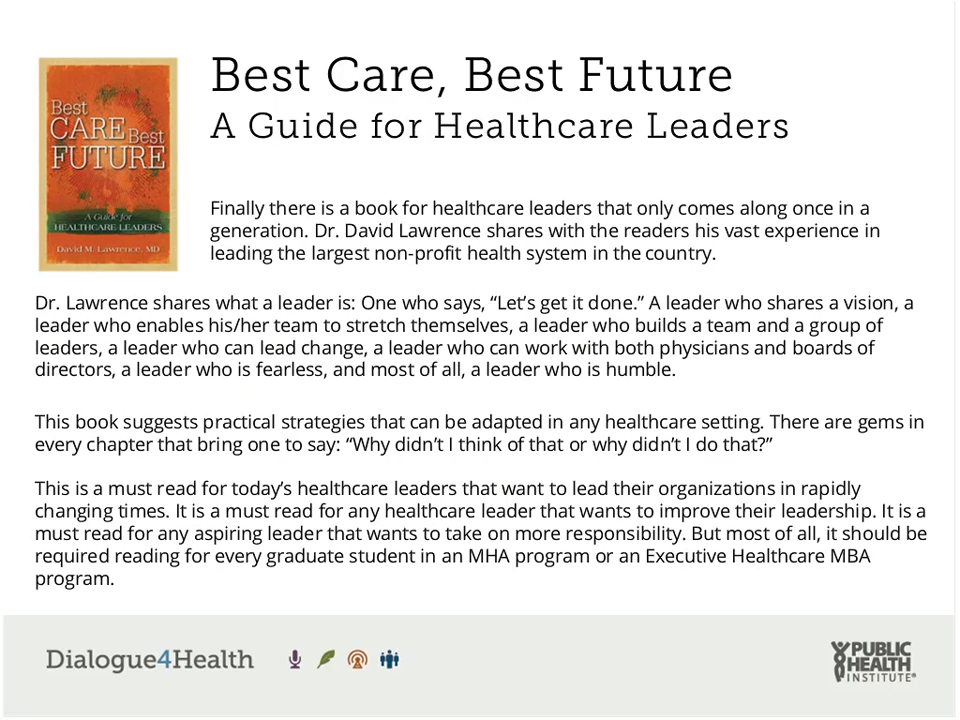 Best Care, Best Future
A Guide for Healthcare Leaders
Best
CARE Best
FUTURE
A Guide for
HEALTHCARE LEADERS
David M. Lawrence, MD
Finally there is a book for healthcare leaders that only comes along once in a
generation. Dr. David Lawrence shares with the readers his vast experience in
leading the largest non-profit health system in the country.
Dr. Lawrence shares what a leader is: One who says, “Let’s get it done.” A leader who shares a vision, a
leader who enables his/her team to stretch themselves, a leader who builds a team and a group of
leaders, a leader who can lead change, a leader who can work with both physicians and boards of
directors, a leader who is fearless, and most of all, a leader who is humble.
This book suggests practical strategies that can be adapted in any healthcare setting. There are gems in
every chapter that bring one to say: “Why didn’t I think of that or why didn’t I do that?”
This is a must read for today’s healthcare leaders that want to lead their organizations in rapidly
changing times. It is a must read for any healthcare leader that wants to improve their leadership. It is a
must read for any aspiring leader that wants to take on more responsibility. But most of all, it should be
required reading for every graduate student in an MHA program or an Executive Healthcare MBA
program.
Dialogue4Health
PUBLIC
HEALTH
INSTITUTE®